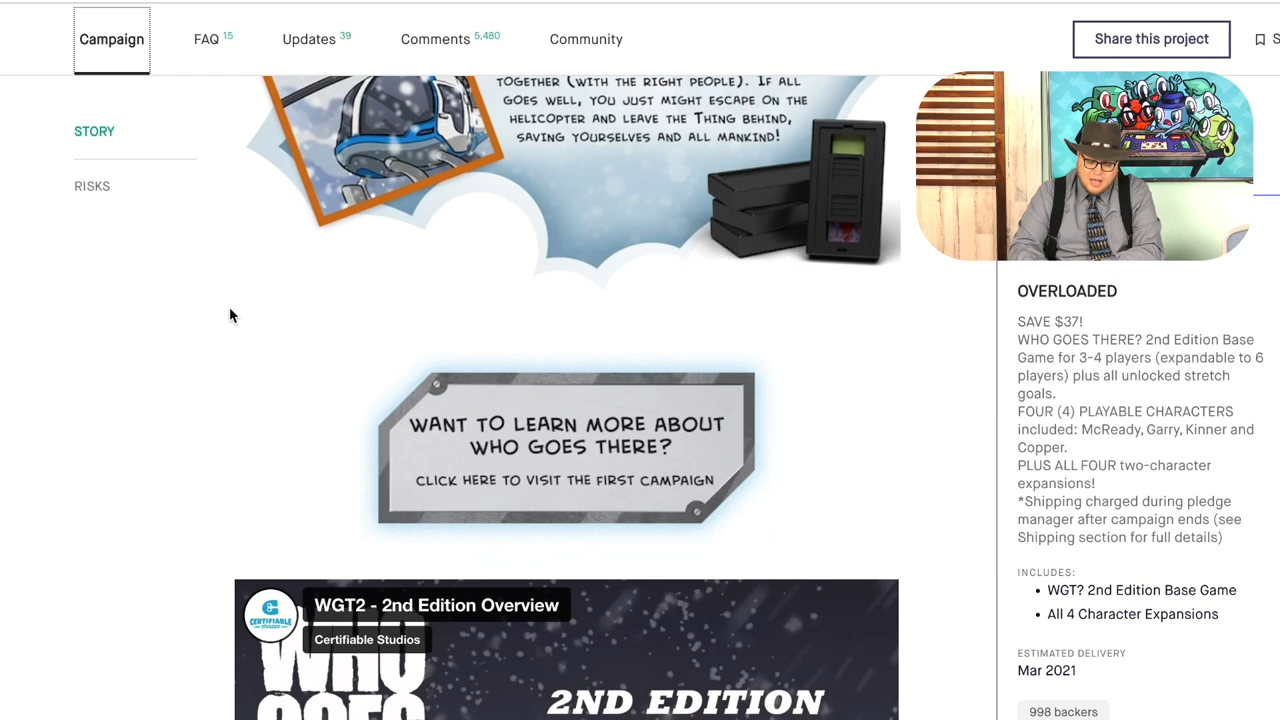 Campaign
FAQ 15
Updates 39
Comments 5,480
Community
Share this project
S
STORY
RISKS
TOGETHER (WITH THE RIGHT PEOPLE). IF ALL
GOES WELL, YOU JUST MIGHT ESCAPE ON THE
HELICOPTER AND LEAVE THE THING BEHIND,
SAVING YOURSELVES AND ALL MANKIND!
WANT TO LEARN MORE ABOUT
WHO GOES THERE?
CLICK HERE TO VISIT THE FIRST CAMPAIGN
CERTIFIABLE
STUDIOS
WGT2 - 2nd Edition Overview
Certifiable Studios
WHO
GOES
2ND EDITION
OVERLOADED
SAVE $37!
WHO GOES THERE? 2nd Edition Base
Game for 3-4 players (expandable to 6
players) plus all unlocked stretch
goals.
FOUR (4) PLAYABLE CHARACTERS
included: McReady, Garry, Kinner and
Copper.
PLUS ALL FOUR two-character
expansions!
*Shipping charged during pledge
manager after campaign ends (see
Shipping section for full details)
INCLUDES:
• WGT? 2nd Edition Base Game
• All 4 Character Expansions
ESTIMATED DELIVERY
Mar 2021
998 backers